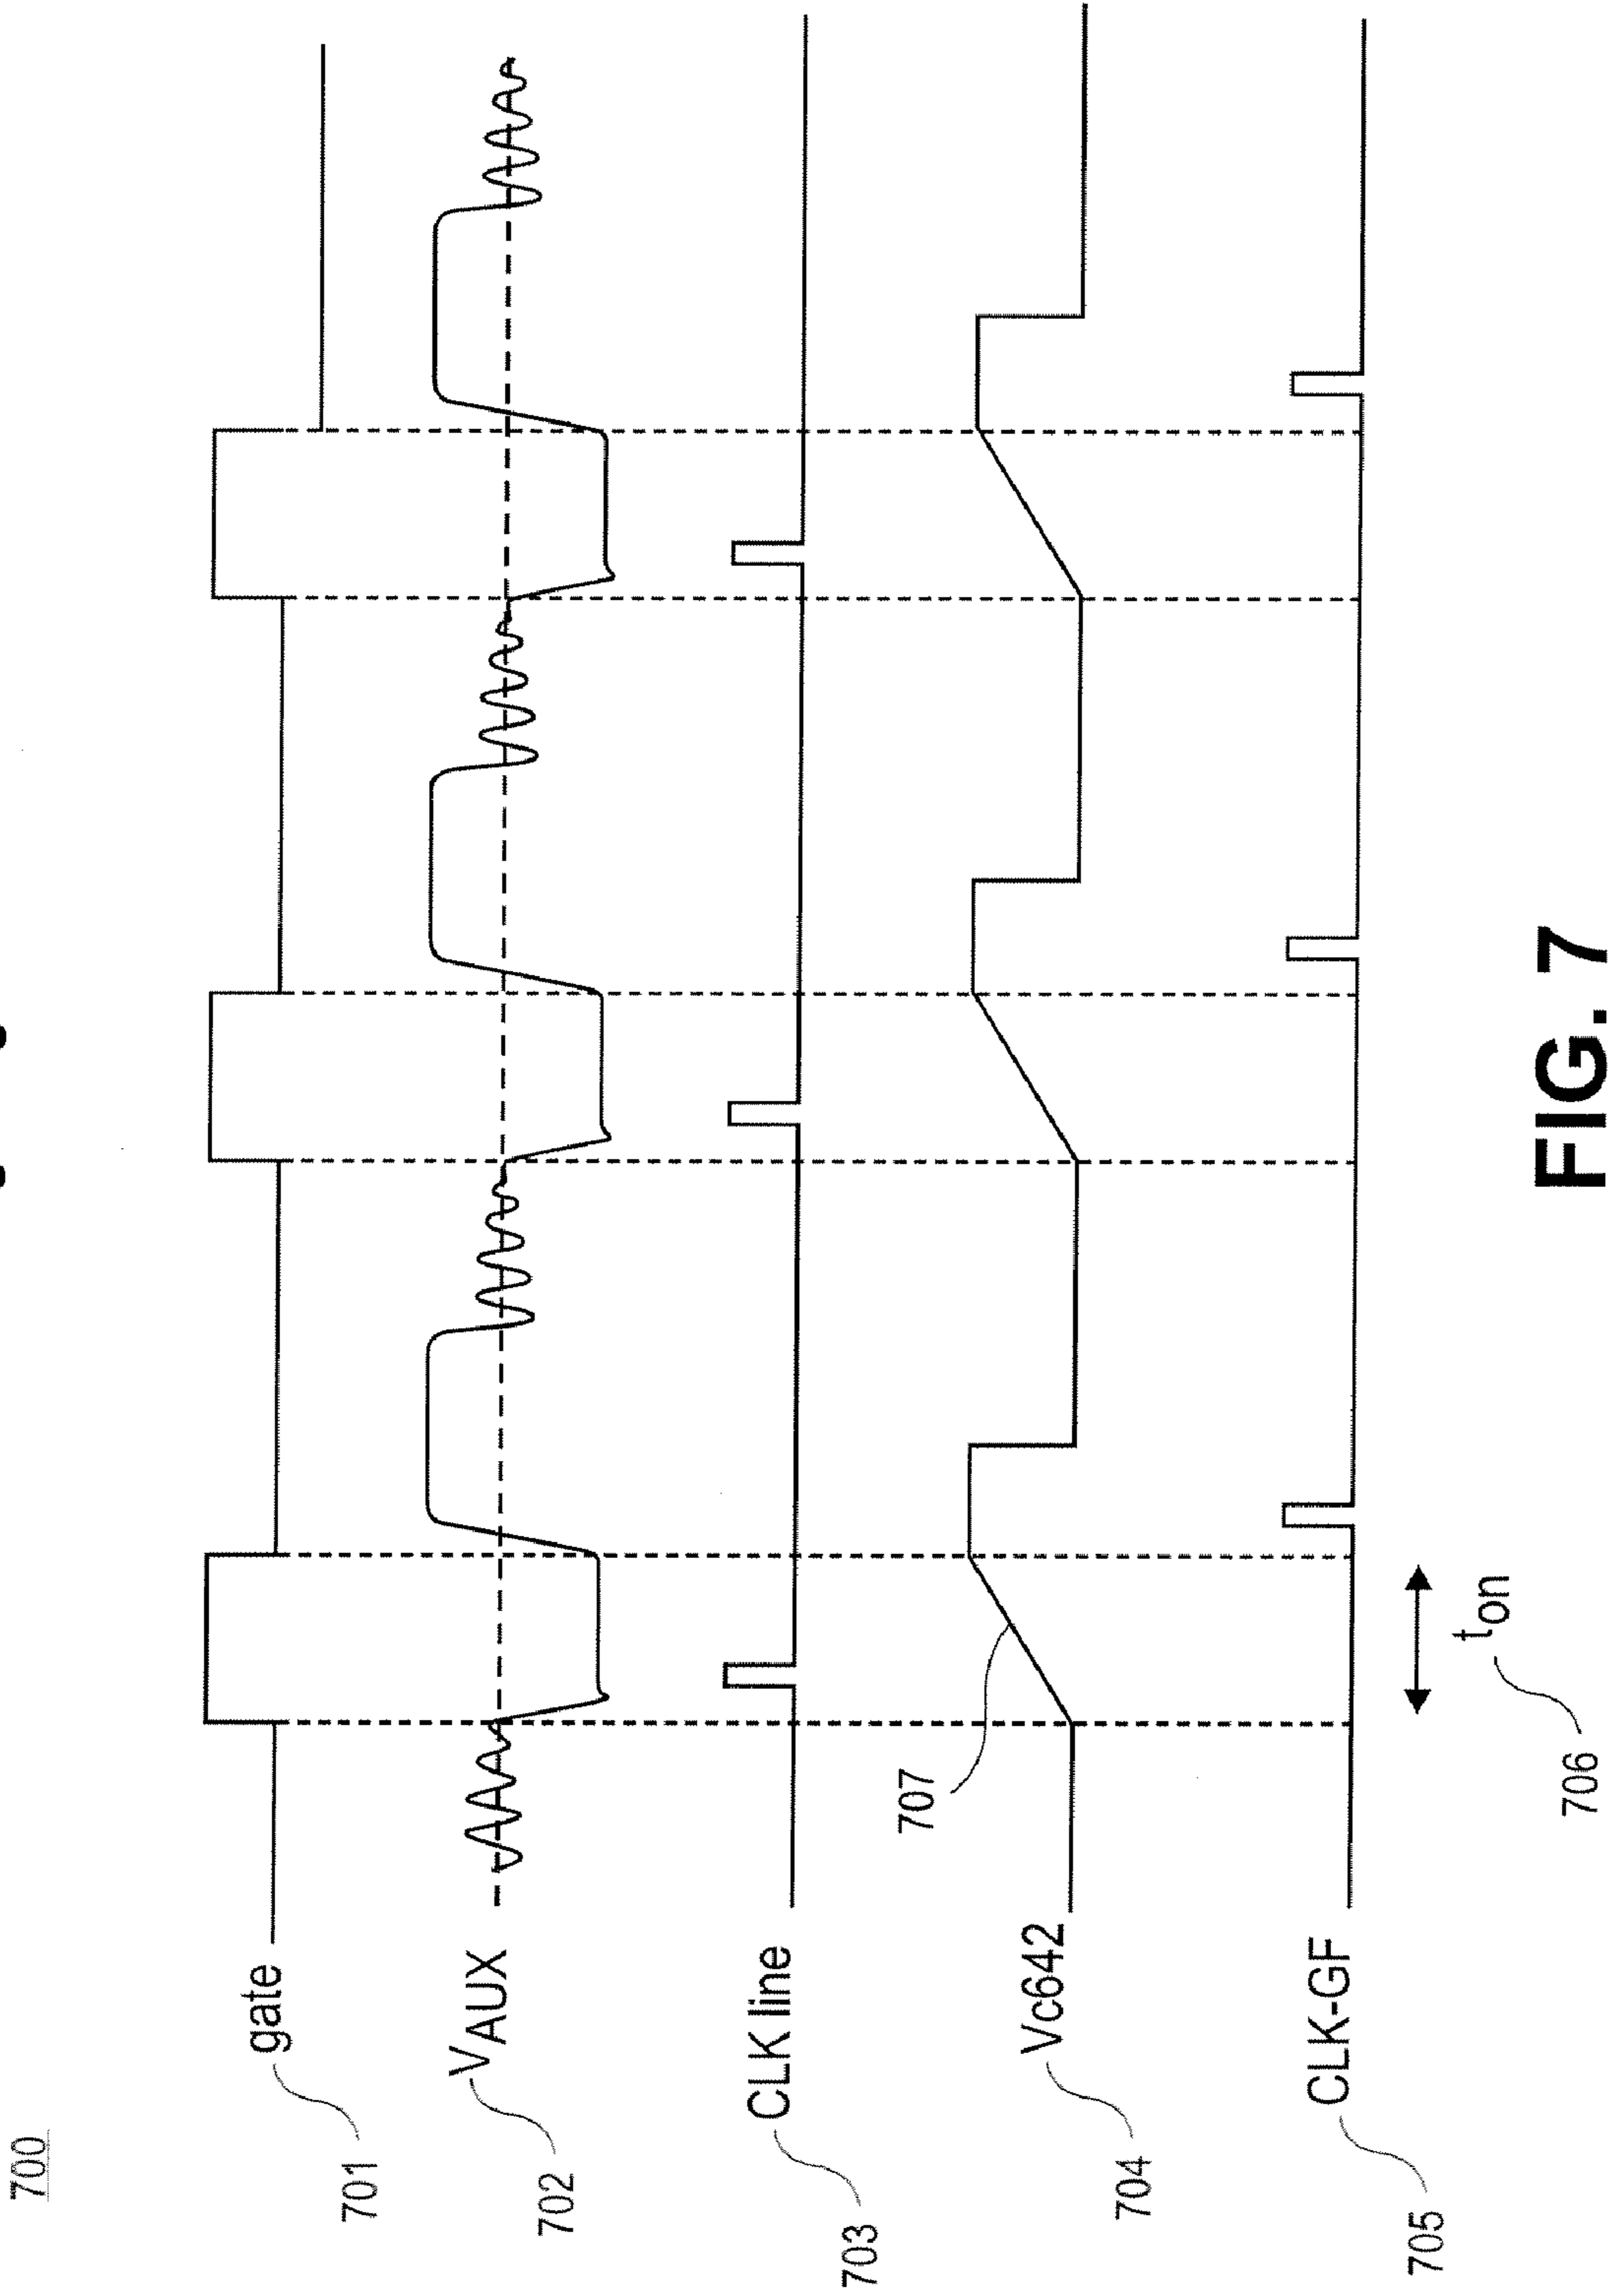 700
gate
701
VAUX
702
CLK line
703
Vc642
704
707
CLK-GF
705
ton
706
FIG. 7